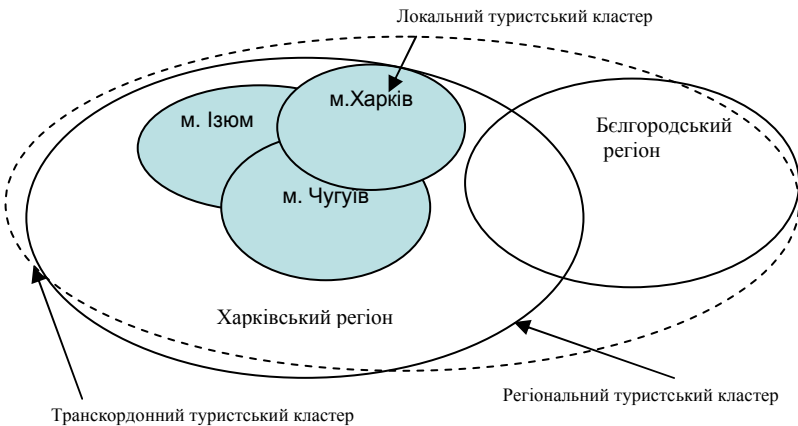 Локальний туристський кластер
м.Харків
м. Ізюм
Бєлгородський
регіон
м. Чугуїв
Харківський регіон
Регіональний туристський кластер
Транскордонний туристський кластер